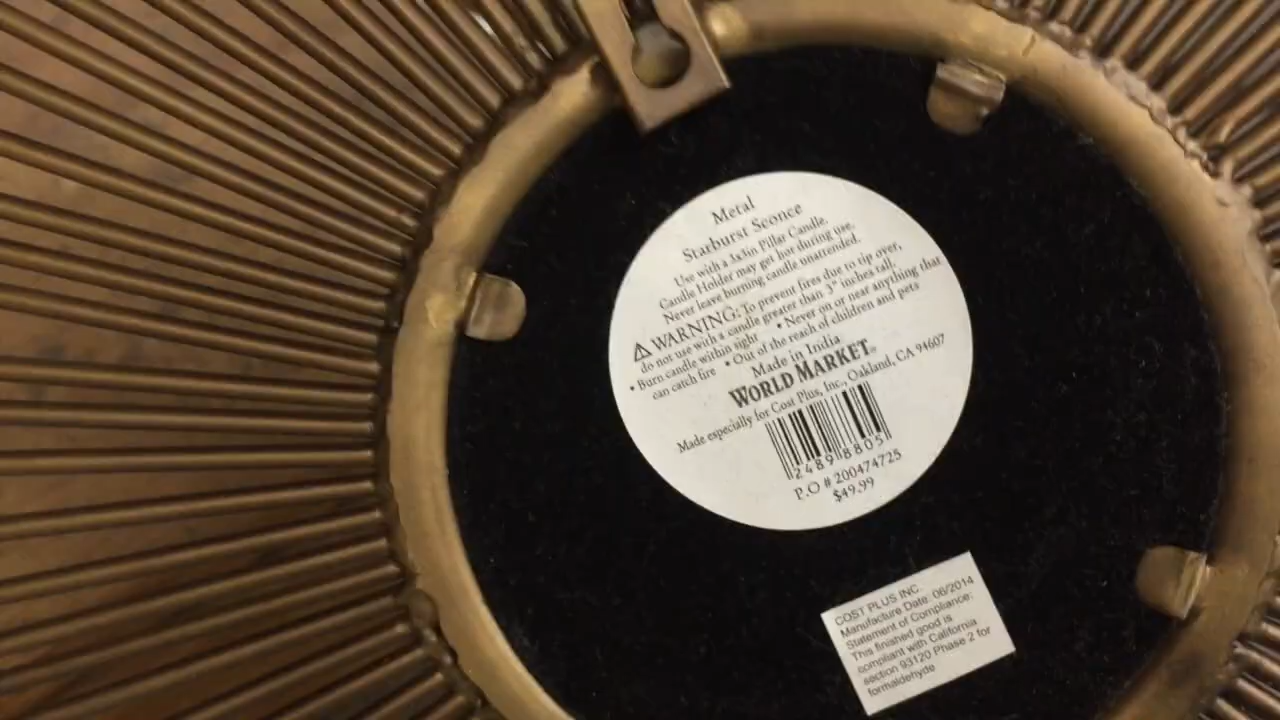 Metal
Starburst Sconce
Use with a 3x3in Pillar Candle.
Candle Holder may get hot during use.
Never leave burning candle unattended.
⚠ WARNING: To prevent fires due to tip over,
do not use with a candle greater than 3" inches tall.
• Burn candle within sight • Never on or near anything that
can catch fire • Out of the reach of children and pets
Made in India
WORLD MARKET®
Made especially for Cost Plus, Inc., Oakland, CA 94607
24898805
P.O # 200474725
$49.99
COST PLUS INC.
Manufacture Date: 06/2014
Statement of Compliance:
This finished good is
compliant with California
section 93120 Phase 2 for
formaldehyde